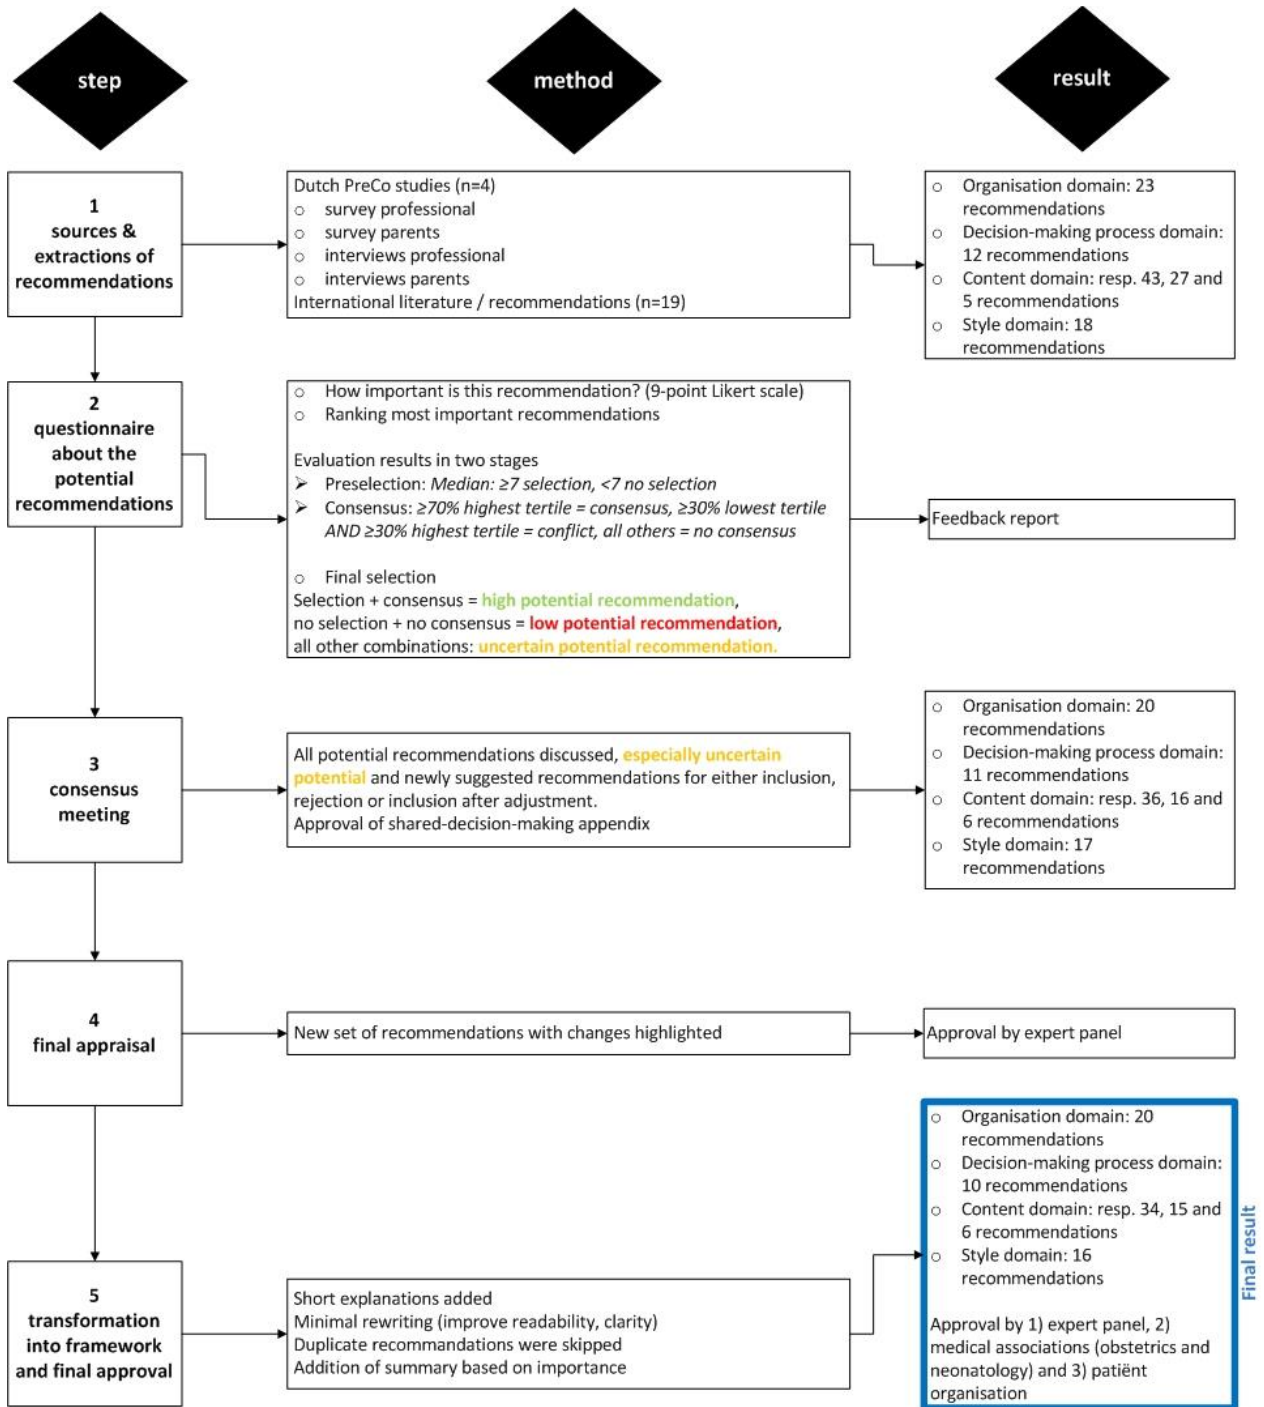 step
method
result
1
sources &
extractions of
recommendations
Dutch PreCo studies (n=4)
○ survey professional
○ survey parents
○ interviews professional
○ interviews parents
International literature / recommendations (n=19)
○ Organisation domain: 23
recommendations
○ Decision-making process domain:
12 recommendations
○ Content domain: resp. 43, 27 and
5 recommendations
○ Style domain: 18
recommendations
2
questionnaire
about the
potential
recommendations
○ How important is this recommendation? (9-point Likert scale)
○ Ranking most important recommendations
Evaluation results in two stages
➢ Preselection: Median: ≥7 selection, <7 no selection
➢ Consensus: ≥70% highest tertile = consensus, ≥30% lowest tertile
AND ≥30% highest tertile = conflict, all others = no consensus
○ Final selection
Selection + consensus = high potential recommendation,
no selection + no consensus = low potential recommendation,
all other combinations: uncertain potential recommendation.
Feedback report
3
consensus
meeting
All potential recommendations discussed, especially uncertain
potential and newly suggested recommendations for either inclusion,
rejection or inclusion after adjustment.
Approval of shared-decision-making appendix
○ Organisation domain: 20
recommendations
○ Decision-making process domain:
11 recommendations
○ Content domain: resp. 36, 16 and
6 recommendations
○ Style domain: 17
recommendations
4
final appraisal
New set of recommendations with changes highlighted
Approval by expert panel
5
transformation
into framework
and final approval
Short explanations added
Minimal rewriting (improve readability, clarity)
Duplicate recommandations were skipped
Addition of summary based on importance
○ Organisation domain: 20
recommendations
○ Decision-making process domain:
10 recommendations
○ Content domain: resp. 34, 15 and
6 recommendations
○ Style domain: 16
recommendations
Approval by 1) expert panel, 2)
medical associations (obstetrics and
neonatology) and 3) patiënt
organisation
Final result